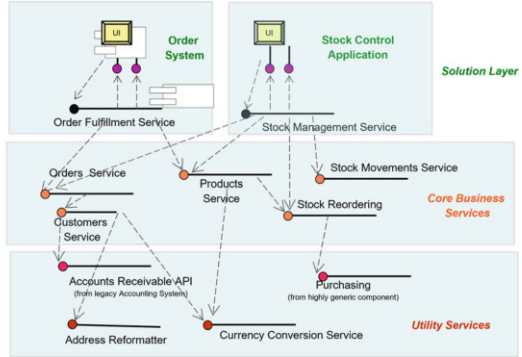 UI
Order
System
UI
Stock Control
Application
Solution Layer
Order Fulfillment Service
Stock Management Service
Orders Service
Products
Service
Stock Movements Service
Core Business
Services
Customers
Service
Stock Reordering
Accounts Receivable API
(from legacy Accounting System)
Purchasing
(from highly generic component)
Address Reformatter
Currency Conversion Service
Utility Services